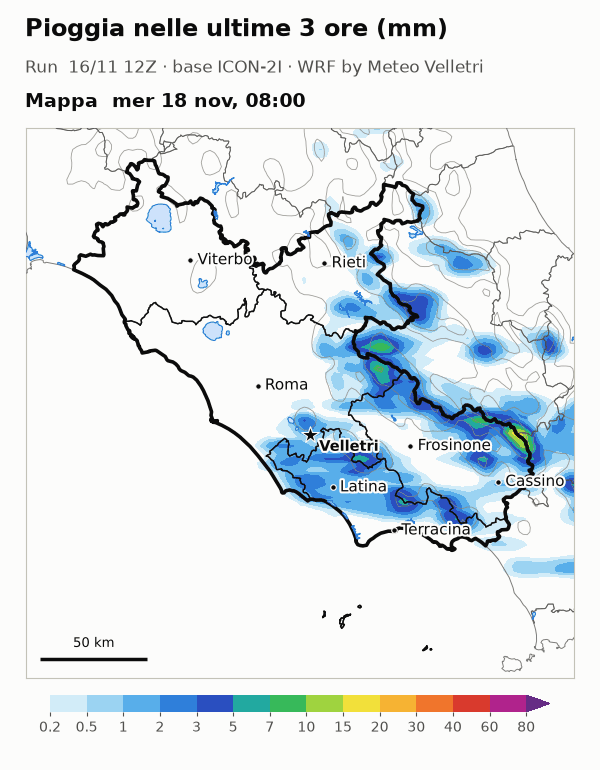 Pioggia nelle ultime 3 ore (mm)
Run  16/11 12Z · base ICON-2I · WRF by Meteo Velletri
Mappa  mer 18 nov, 08:00
Viterbo
Rieti
Roma
Velletri
Frosinone
Cassino
Latina
Terracina
50 km
0.2 0.5 1 2 3 5 7 10 15 20 30 40 60 80